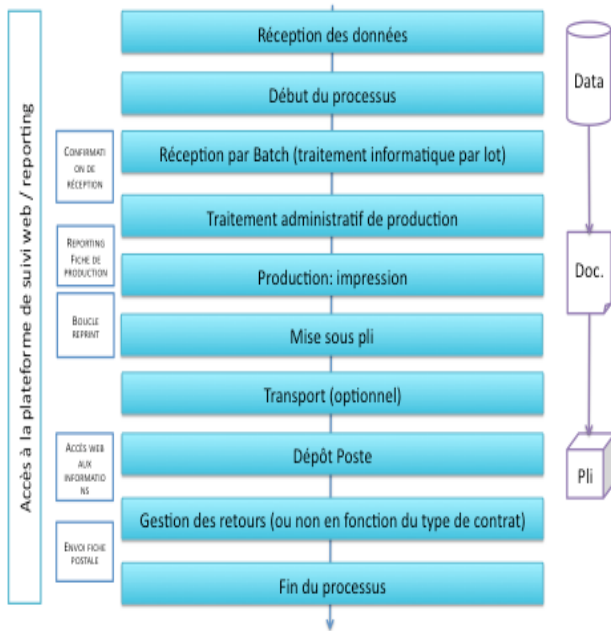 Accès à la plateforme de suivi web / reporting
Réception des données
Début du processus
Réception par Batch (traitement informatique par lot)
Traitement administratif de production
Production: impression
Mise sous pli
Transport (optionnel)
Dépôt Poste
Gestion des retours (ou non en fonction du type de contrat)
Fin du processus
CONFIRMATI
ON DE
RÉCEPTION
REPORTING
FICHE DE
PRODUCTION
BOUCLE
REPRINT
ACCÈS WEB
AUX
INFORMATIO
NS
ENVOI FICHE
POSTALE
Data
Doc.
Pli